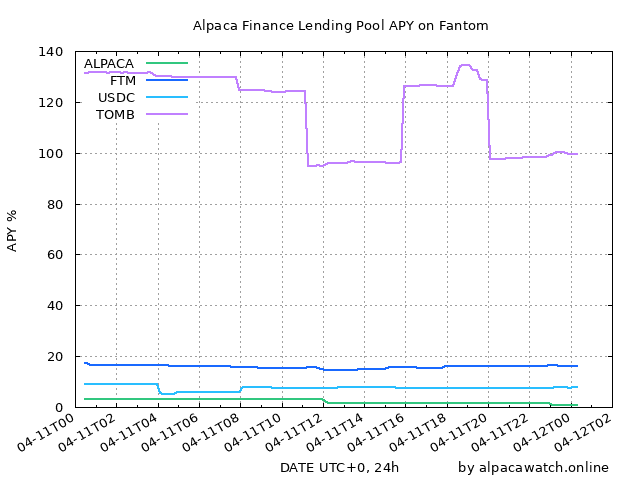 Alpaca Finance Lending Pool APY on Fantom
140
120
100
80
60
40
20
0
APY %
ALPACA
FTM
USDC
TOMB
04-11T00
04-11T02
04-11T04
04-11T06
04-11T08
04-11T10
04-11T12
04-11T14
04-11T16
04-11T18
04-11T20
04-11T22
04-12T00
04-12T02
DATE UTC+0, 24h
by alpacawatch.online